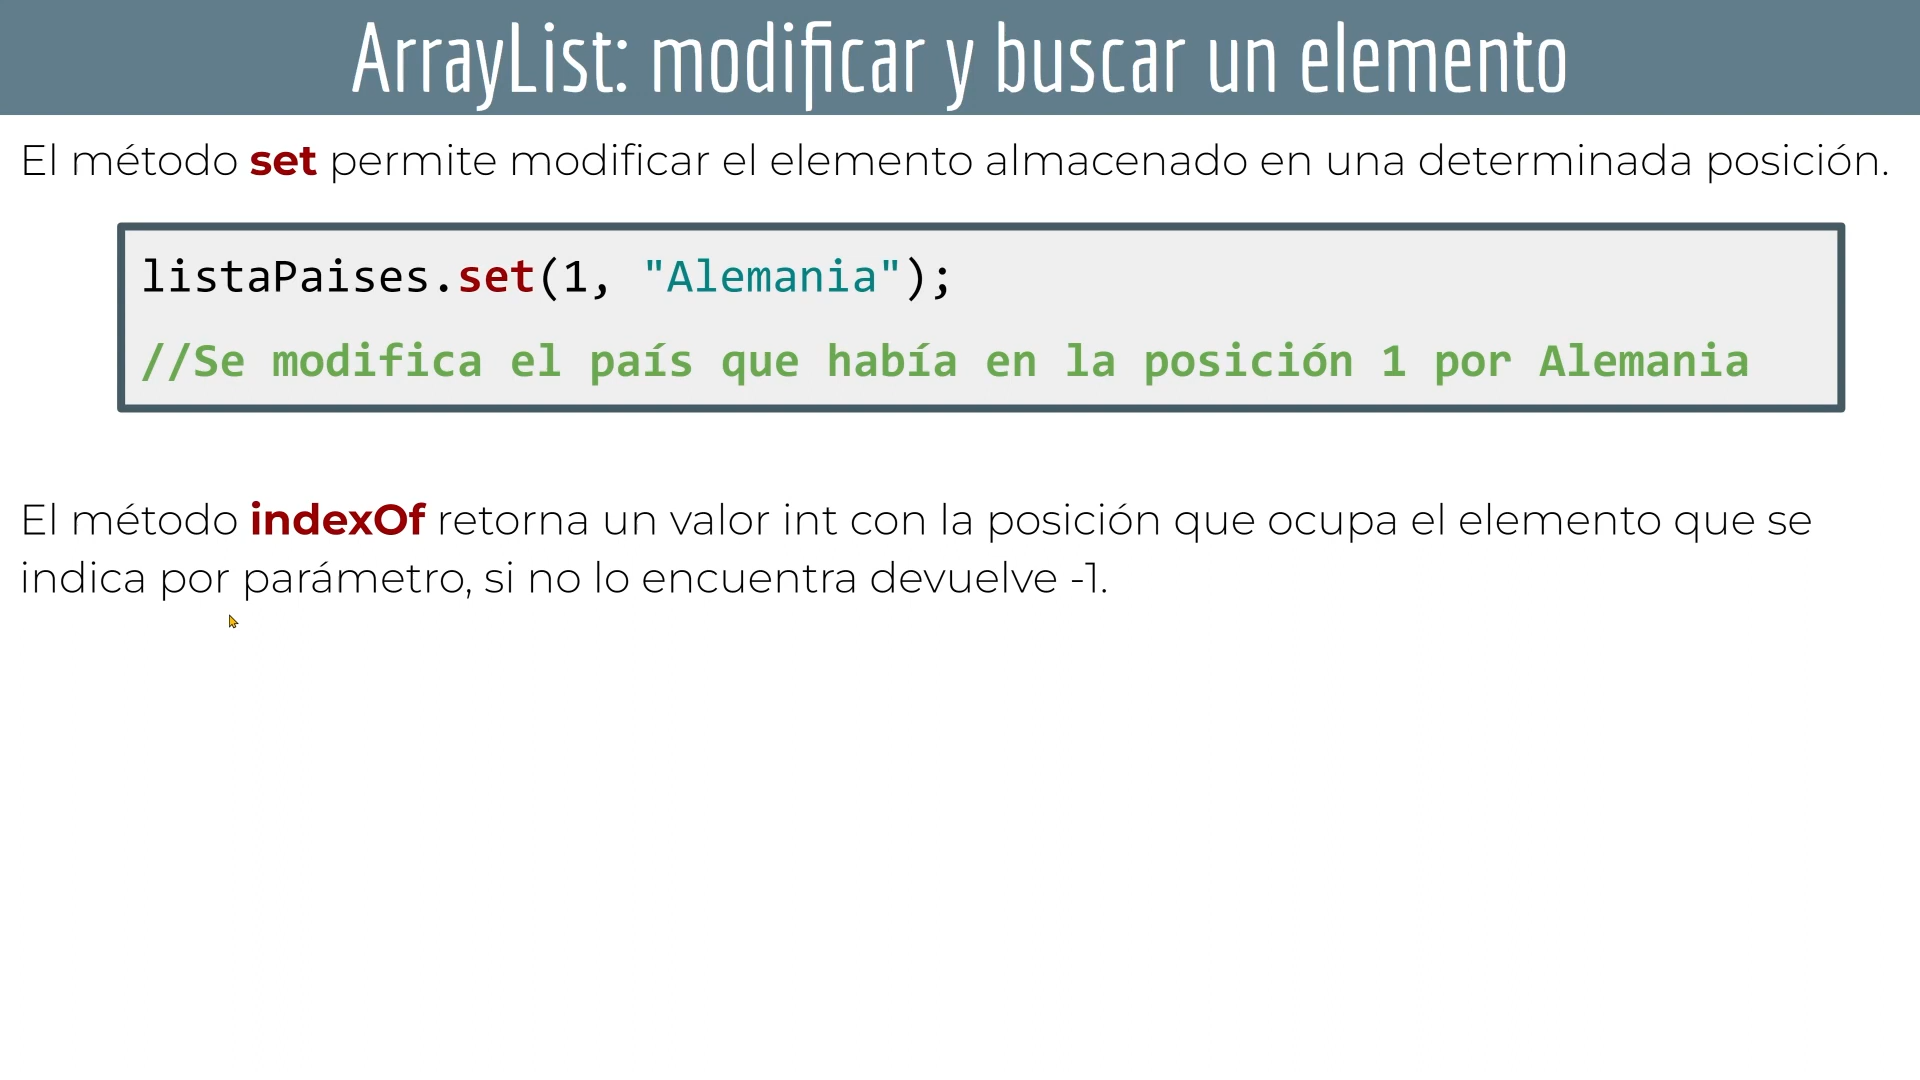 ArrayList: modificar y buscar un elemento
El método set permite modificar el elemento almacenado en una determinada posición.
listaPaises.set(1, "Alemania");
//Se modifica el país que había en la posición 1 por Alemania
El método indexOf retorna un valor int con la posición que ocupa el elemento que se
indica por parámetro, si no lo encuentra devuelve -1.